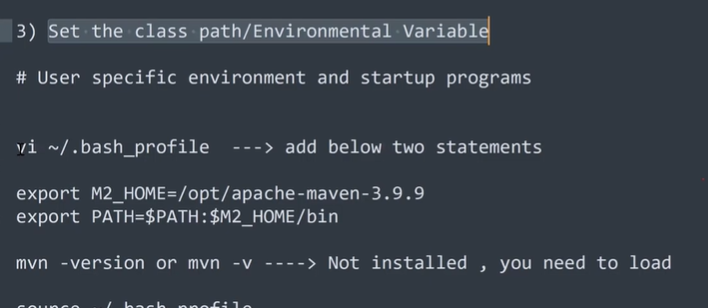 3) Set the class path/Environmental Variable
# User specific environment and startup programs
vi ~/.bash_profile ---> add below two statements
export M2_HOME=/opt/apache-maven-3.9.9
export PATH=$PATH:$M2_HOME/bin
mvn -version or mvn -v ----> Not installed , you need to load
source ~/.bash_profile